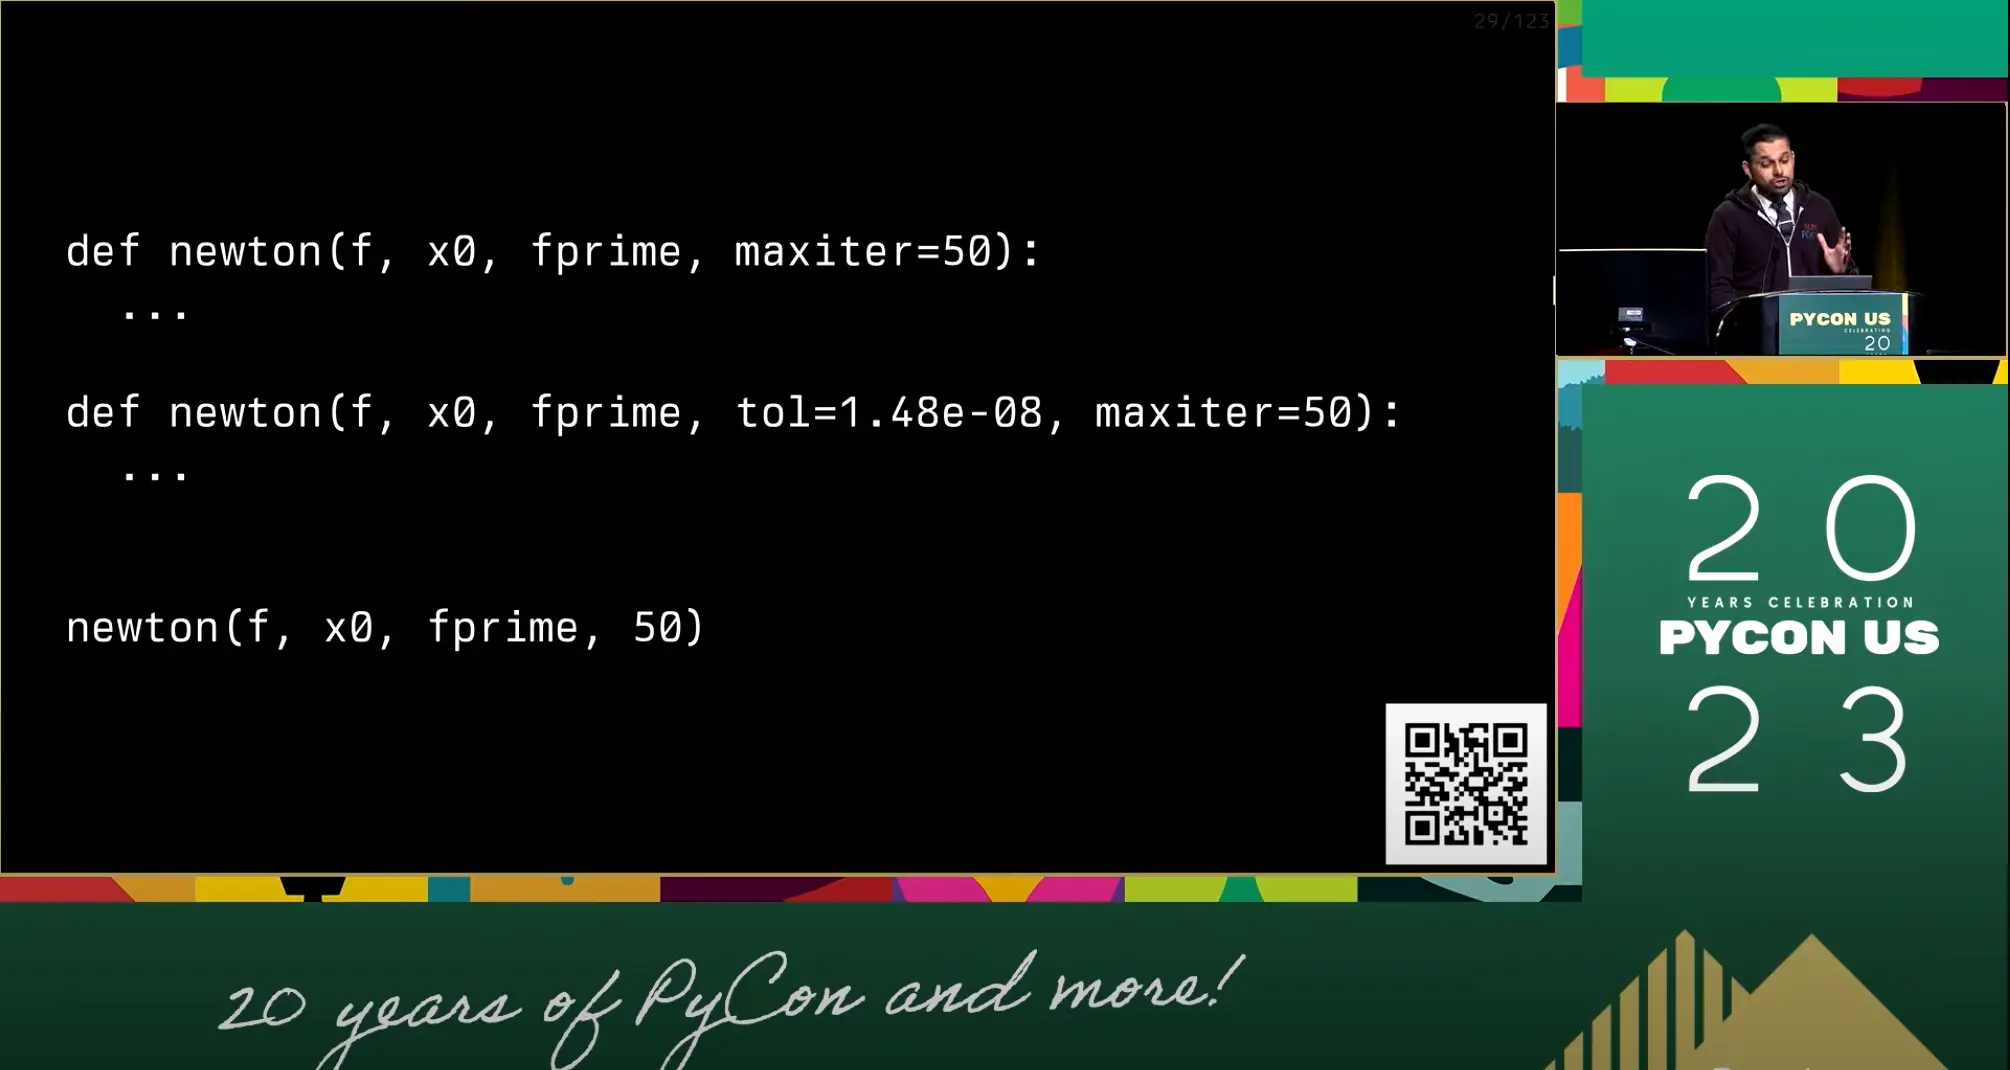 29/123
def newton(f, x0, fprime, maxiter=50):
...
def newton(f, x0, fprime, tol=1.48e-08, maxiter=50):
...
newton(f, x0, fprime, 50)
PYCON US
CELEBRATING
20
20
YEARS CELEBRATION
PYCON US
23
20 years of PyCon and more!